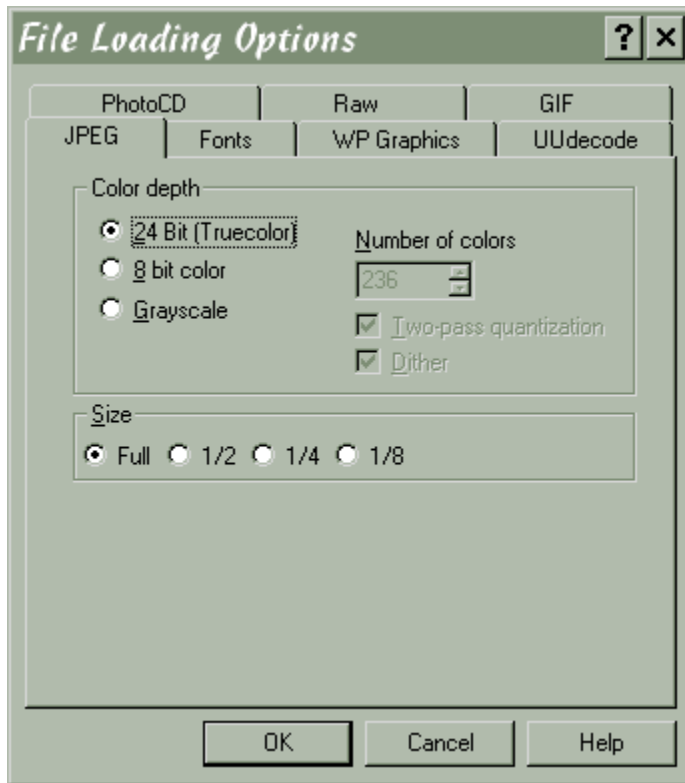 File Loading Options ? ×
PhotoCD Raw GIF
JPEG Fonts WP Graphics UUdecode
Color depth
24 Bit (Truecolor)
Number of colors
8 bit color
236
Grayscale
Two-pass quantization
Dither
Size
Full 1/2 1/4 1/8
OK Cancel Help